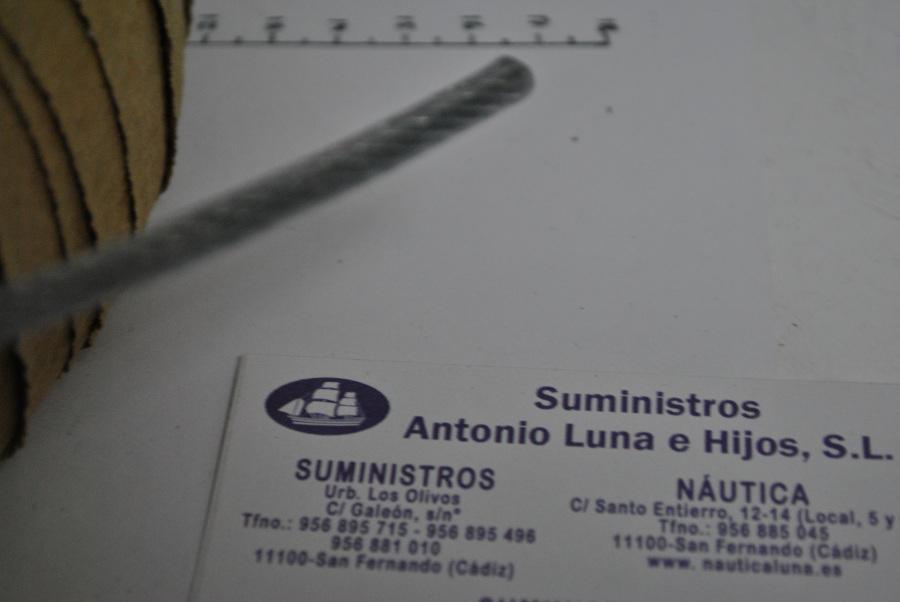 Suministros
Antonio Luna e Hijos, S.L.
SUMINISTROS
Urb. Los Olivos
C/ Galeón, s/nº
Tfno.: 956 895 715 - 956 895 496
956 881 010
11100-San Fernando (Cádiz)
NÁUTICA
C/ Santo Entierro, 12-14 (Local, 5 y
Tfno.: 956 885 045
11100-San Fernando (Cádiz)
www. nauticaluna.es